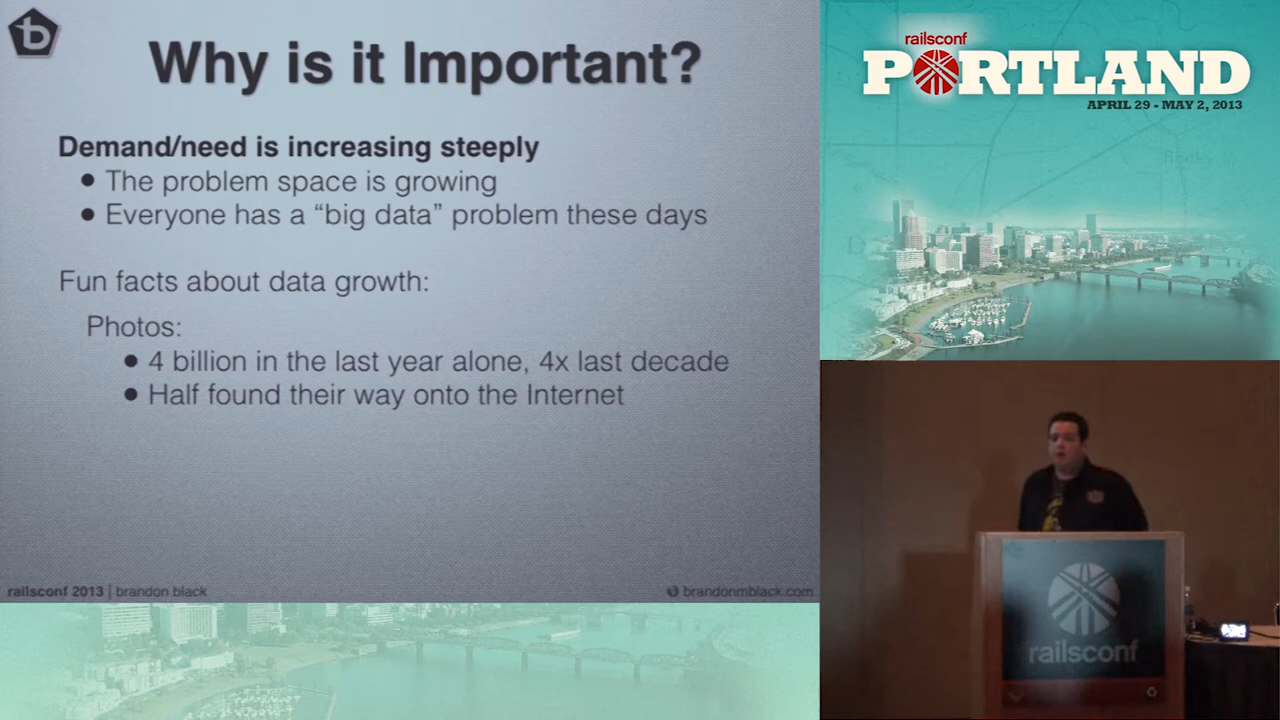 Why is it Important?
Demand/need is increasing steeply
• The problem space is growing
• Everyone has a “big data” problem these days
Fun facts about data growth:
Photos:
• 4 billion in the last year alone, 4x last decade
• Half found their way onto the Internet
railsconf 2013 | brandon black
brandonmblack.com
railsconf
PORTLAND
APRIL 29 - MAY 2, 2013
railsconf